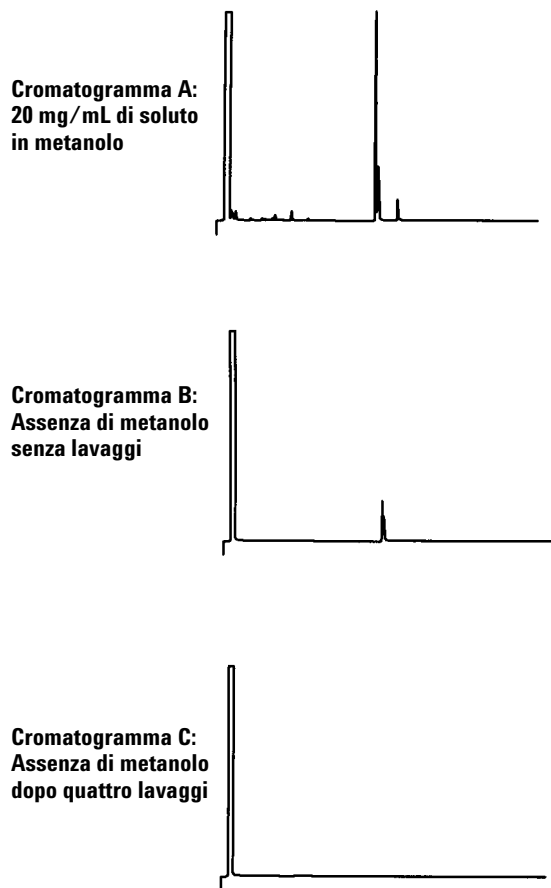 Cromatogramma A:
20 mg/mL di soluto
in metanolo
Cromatogramma B:
Assenza di metanolo
senza lavaggi
Cromatogramma C:
Assenza di metanolo
dopo quattro lavaggi